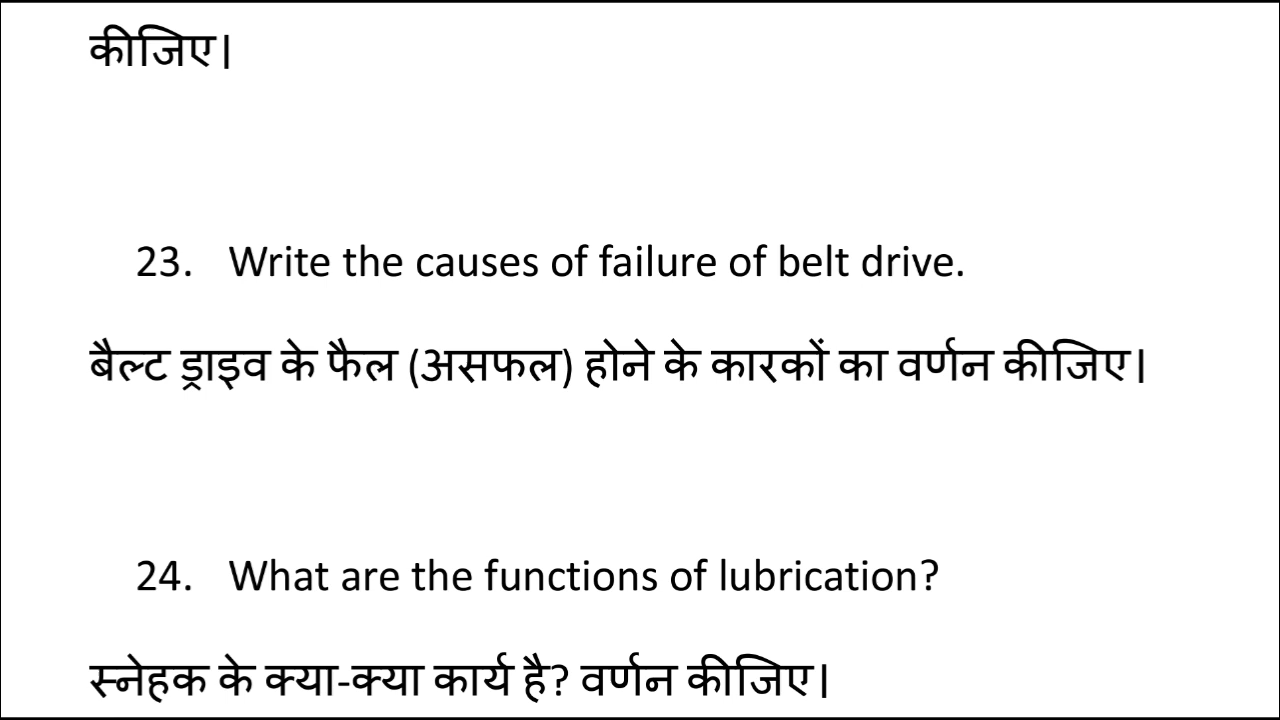 कीजिए।
23. Write the causes of failure of belt drive.
बैल्ट ड्राइव के फैल (असफल) होने के कारकों का वर्णन कीजिए।
24. What are the functions of lubrication?
स्नेहक के क्या-क्या कार्य है? वर्णन कीजिए।